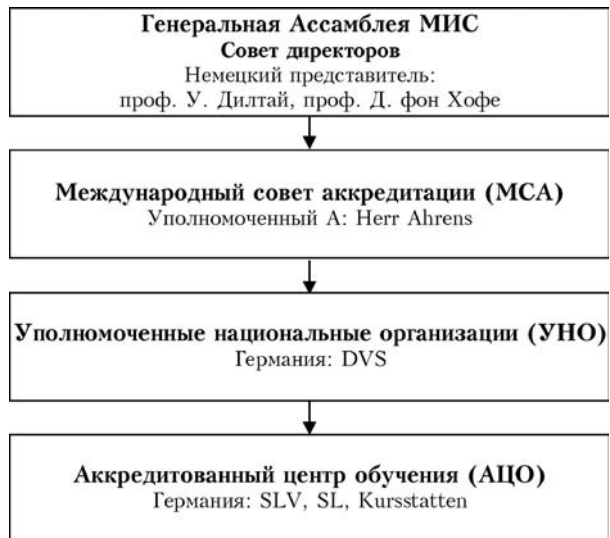 Генеральная Ассамблея МИС
Совет директоров
Немецкий представитель:
проф. У. Дилтай, проф. Д. фон Хофе
Международный совет аккредитации (МСА)
Уполномоченный А: Herr Ahrens
Уполномоченные национальные организации (УНО)
Германия: DVS
Аккредитованный центр обучения (АЦО)
Германия: SLV, SL, Kursstatten